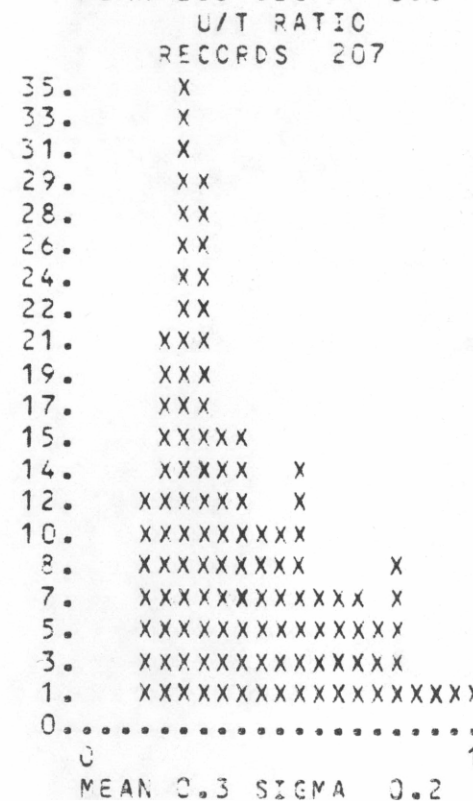 U/T RATIO
RECORDS 207
35. X
33. X
31. X
29. XX
28. XX
26. XX
24. XX
22. XX
21. XXX
19. XXX
17. XXX
15. XXXXX
14. XXXXX X
12. XXXXXX X
10. XXXXXXXXX
8. XXXXXXXXX X
7. XXXXXXXXXXXX X
5. XXXXXXXXXXXXXX
3. XXXXXXXXXXXXXX
1. XXXXXXXXXXXXXXXXXX
0......................
0 1
MEAN 0.3 SIGMA 0.2